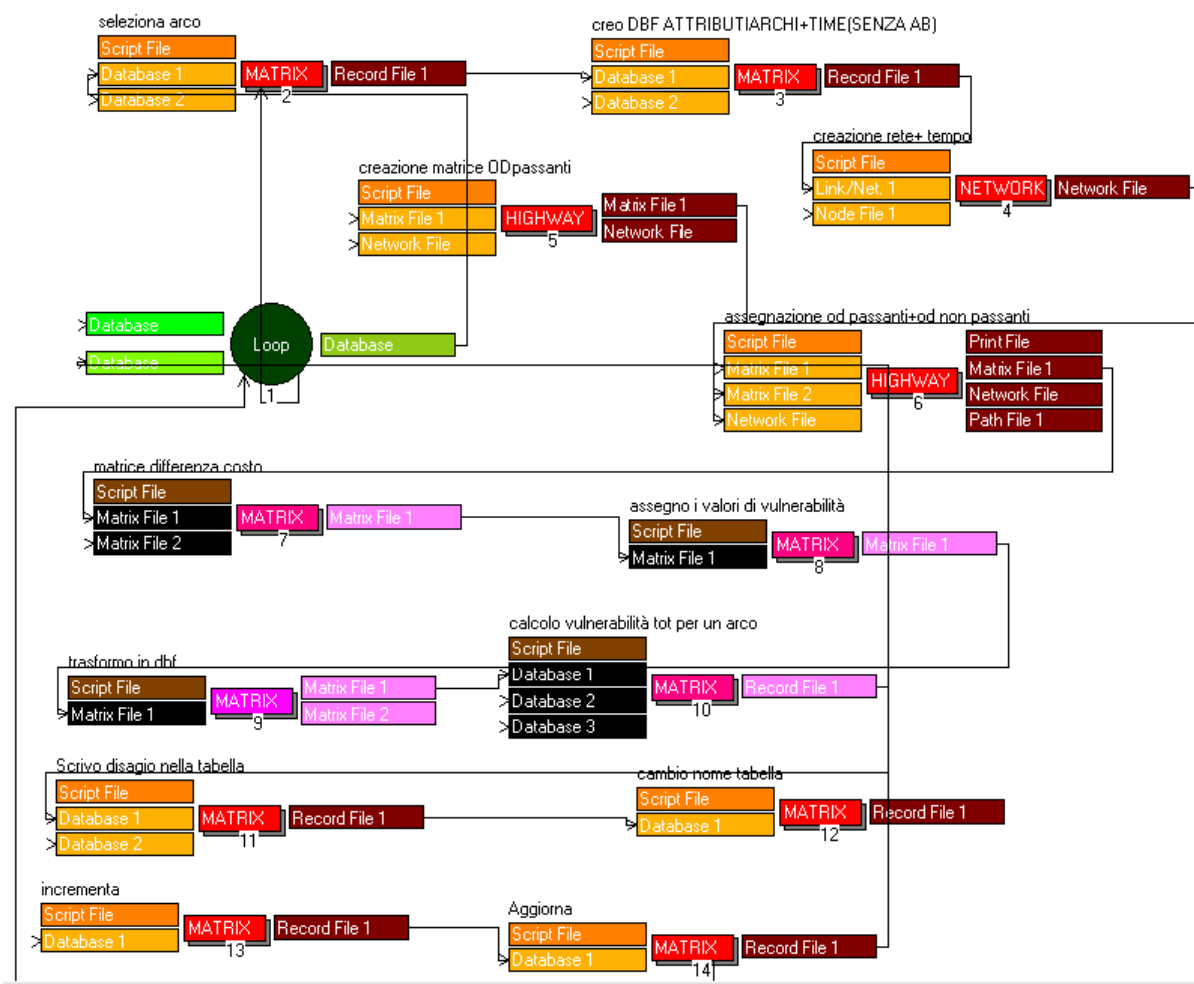 seleziona arco
Script File
Database 1
MATRIX
Record File 1
Database 2
2
creo DBF ATTRIBUTIARCHI+TIME(SENZA AB)
Script File
Database 1
MATRIX
Record File 1
Database 2
3
creazione rete+ tempo
Script File
Link/Net. 1
NETWORK
Network File
Node File 1
4
creazione matrice ODpassanti
Script File
Matrix File 1
HIGHWAY
Matrix File 1
Network File
Network File
5
Database
Loop
Database
Database
1
assegnazione od passanti+od non passanti
Script File
Print File
Matrix File 1
HIGHWAY
Matrix File 1
Matrix File 2
Network File
6
Network File
Path File 1
matrice differenza costo
Script File
Matrix File 1
MATRIX
Matrix File 1
Matrix File 2
7
assegno i valori di vulnerabilità
Script File
MATRIX
Matrix File 1
Matrix File 1
8
trasformo in dbf
Script File
MATRIX
Matrix File 1
Matrix File 1
Matrix File 2
9
calcolo vulnerabilità tot per un arco
Script File
Database 1
MATRIX
Record File 1
Database 2
10
Database 3
Scrivo disagio nella tabella
Script File
Database 1
MATRIX
Record File 1
Database 2
11
cambio nome tabella
Script File
MATRIX
Record File 1
Database 1
12
incrementa
Script File
MATRIX
Record File 1
Database 1
13
Aggiorna
Script File
MATRIX
Record File 1
Database 1
14